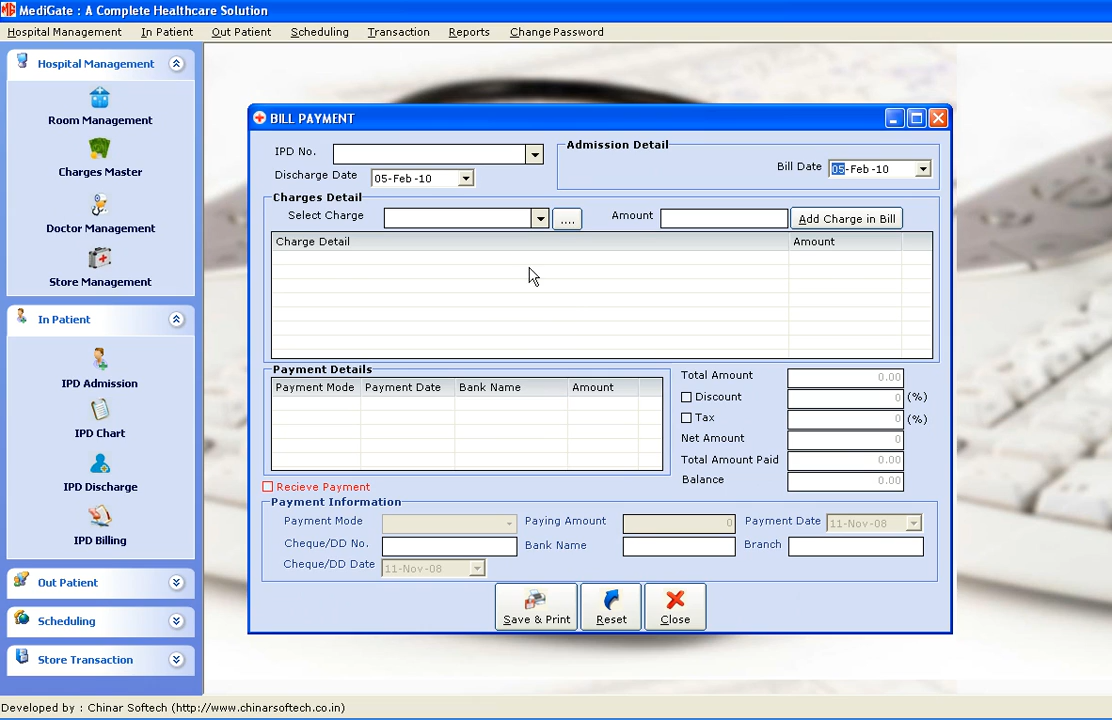 MediGate : A Complete Healthcare Solution
Hospital Management In Patient Out Patient Scheduling Transaction Reports Change Password
Hospital Management
Room Management
Charges Master
Doctor Management
Store Management
In Patient
IPD Admission
IPD Chart
IPD Discharge
IPD Billing
Out Patient
Scheduling
Store Transaction
BILL PAYMENT
IPD No.
Discharge Date 05-Feb -10
Admission Detail
Bill Date 05-Feb -10
Charges Detail
Select Charge .... Amount Add Charge in Bill
Charge Detail Amount
Payment Details
Payment Mode Payment Date Bank Name Amount
Total Amount 0.00
Discount 0 (%)
Tax 0 (%)
Net Amount 0
Total Amount Paid 0.00
Balance 0.00
Recieve Payment
Payment Information
Payment Mode Paying Amount 0 Payment Date 11-Nov-08
Cheque/DD No. Bank Name Branch
Cheque/DD Date 11-Nov-08
Save & Print Reset Close
Developed by : Chinar Softech (http://www.chinarsoftech.co.in)